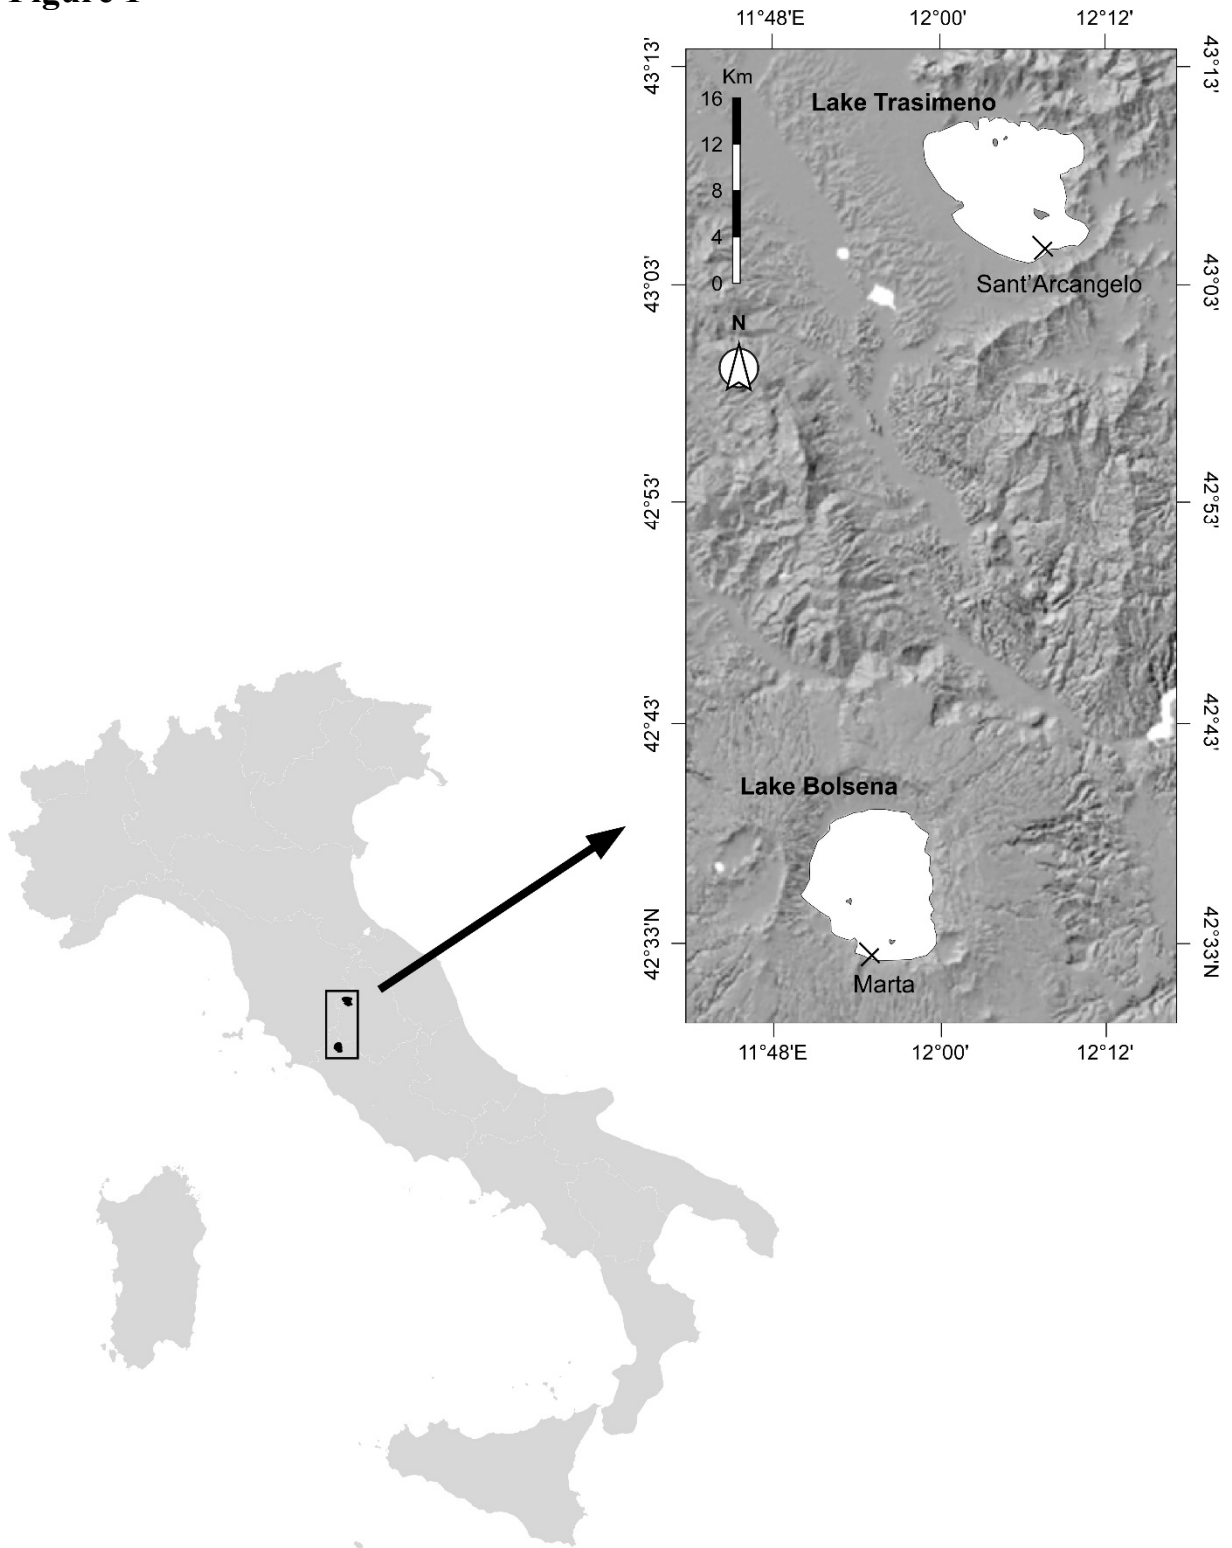 Figure 1
11°48'E 12°00' 12°12'
43°13' 43°13'
Km
16
Lake Trasimeno
12
8
4
0
Sant'Arcangelo
43°03' 43°03'
N
42°53' 42°53'
42°43' 42°43'
Lake Bolsena
42°33'N 42°33'N
Marta
11°48'E 12°00' 12°12'